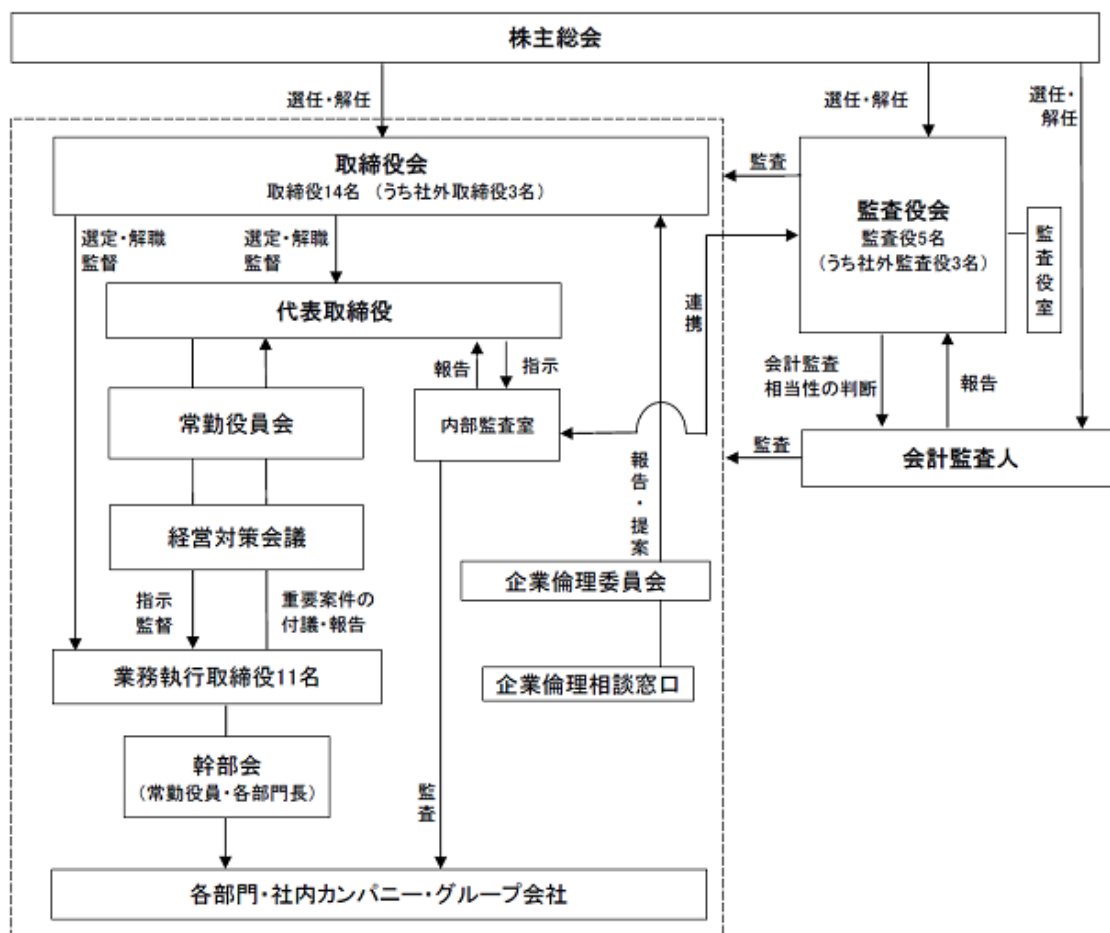 株主総会
選任・解任
選任・解任
選任・
解任
取締役会
取締役14名 (うち社外取締役3名)
監査
監査役会
監査役5名
(うち社外監査役3名)
監査役室
選定・解職
監督
選定・解職
監督
代表取締役
連携
報告
指示
会計監査
相当性の判断
報告
常勤役員会
内部監査室
監査
会計監査人
報告・提案
経営対策会議
企業倫理委員会
指示
監督
重要案件の
付議・報告
業務執行取締役11名
企業倫理相談窓口
幹部会
(常勤役員・各部門長)
監査
各部門・社内カンパニー・グループ会社